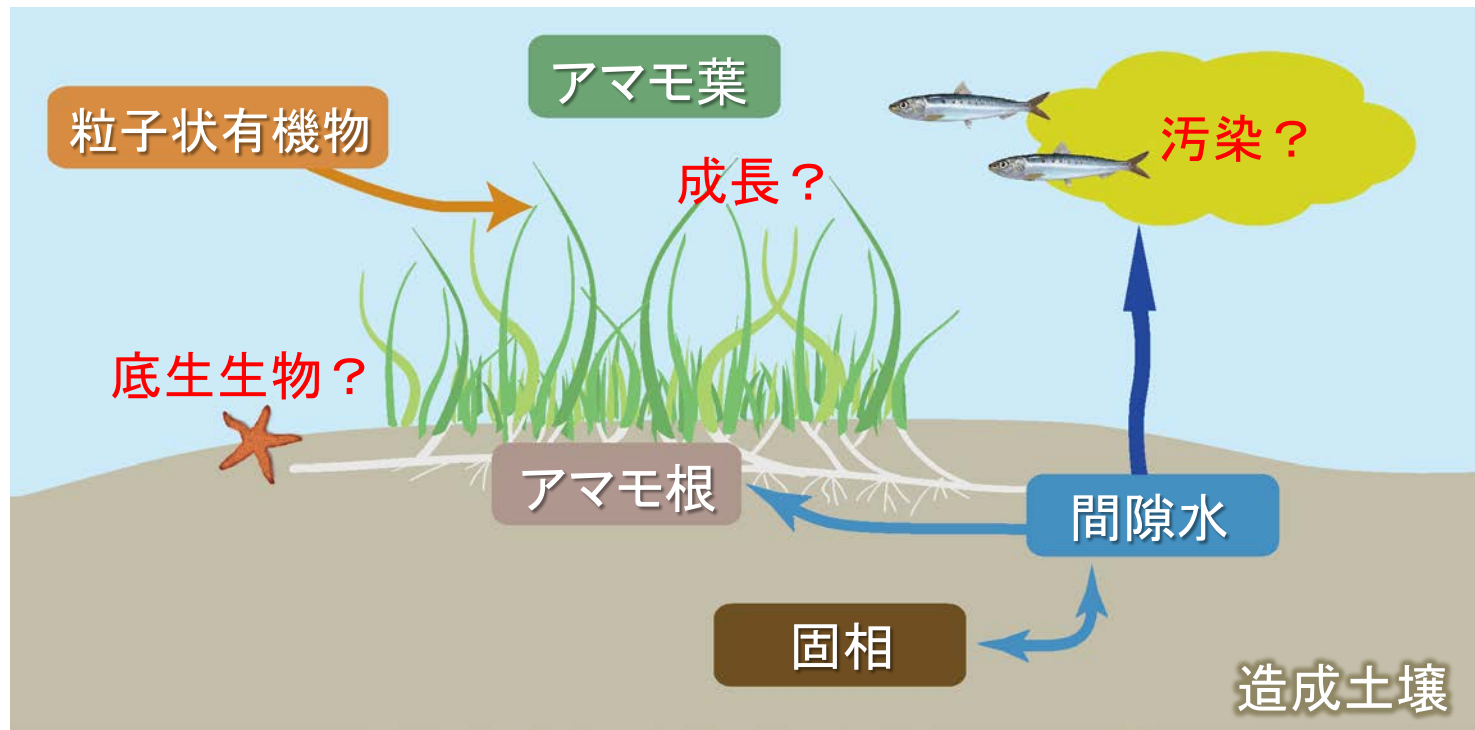 アマモ葉
粒子状有機物
汚染？
成長？
底生生物？
アマモ根
間隙水
固相
造成土壌